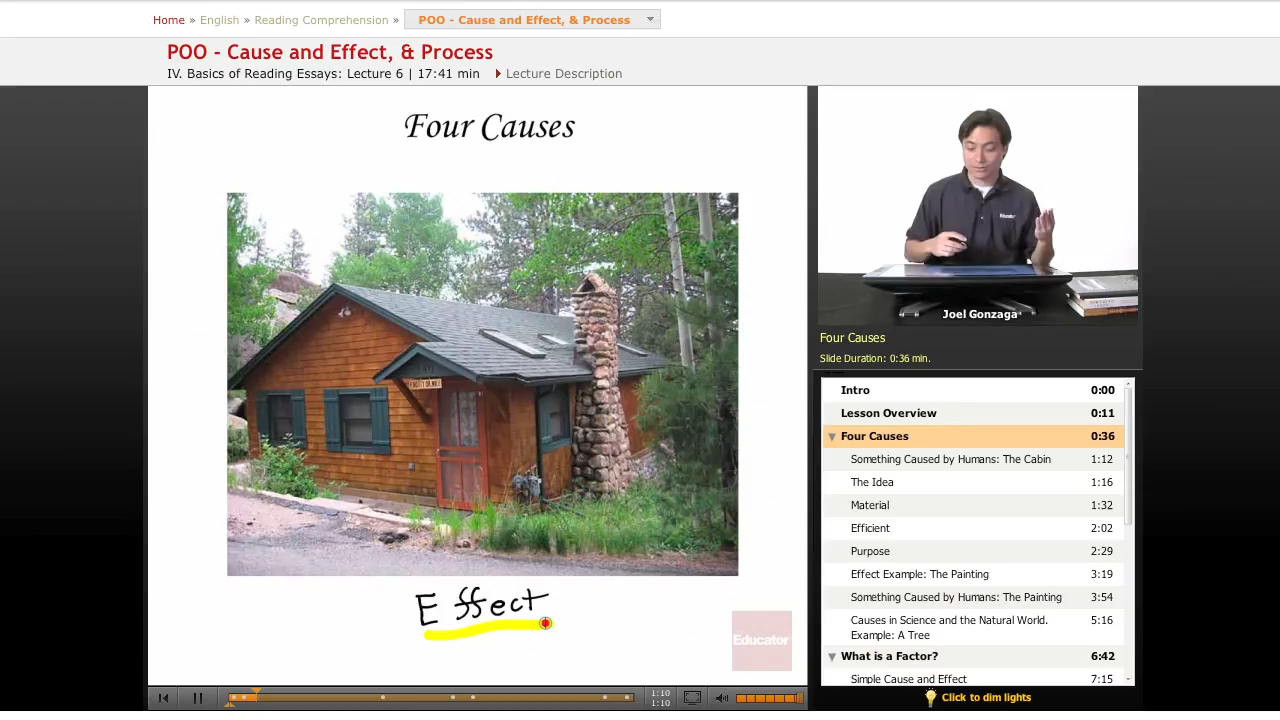 Home » English » Reading Comprehension » POO - Cause and Effect, & Process
POO - Cause and Effect, & Process
IV. Basics of Reading Essays: Lecture 6 | 17:41 min Lecture Description
Four Causes
Effect
Educator
Joel Gonzaga
Four Causes
Slide Duration: 0:36 min.
Intro 0:00
Lesson Overview 0:11
Four Causes 0:36
Something Caused by Humans: The Cabin 1:12
The Idea 1:16
Material 1:32
Efficient 2:02
Purpose 2:29
Effect Example: The Painting 3:19
Something Caused by Humans: The Painting 3:54
Causes in Science and the Natural World. 5:16
Example: A Tree
What is a Factor? 6:42
Simple Cause and Effect 7:15
1:10
1:10
Click to dim lights